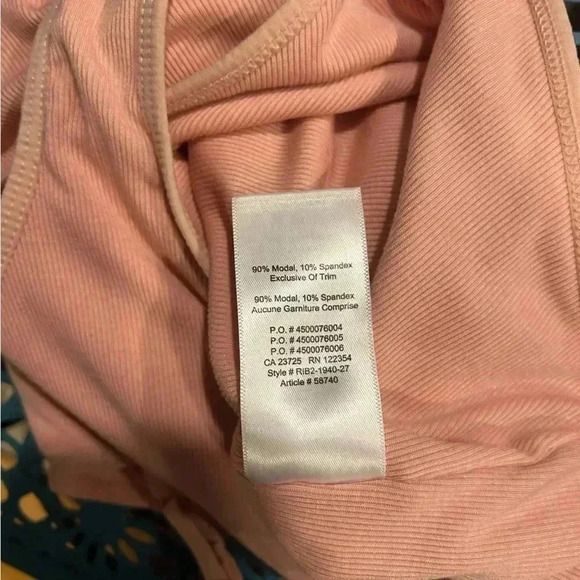 90% Modal, 10% Spandex
Exclusive Of Trim
90% Modal, 10% Spandex
Aucune Garniture Comprise
P.O. # 4500076004
P.O. # 4500076005
P.O. # 4500076006
CA 23725 RN 122354
Style # RIB2-1940-27
Article # 58740